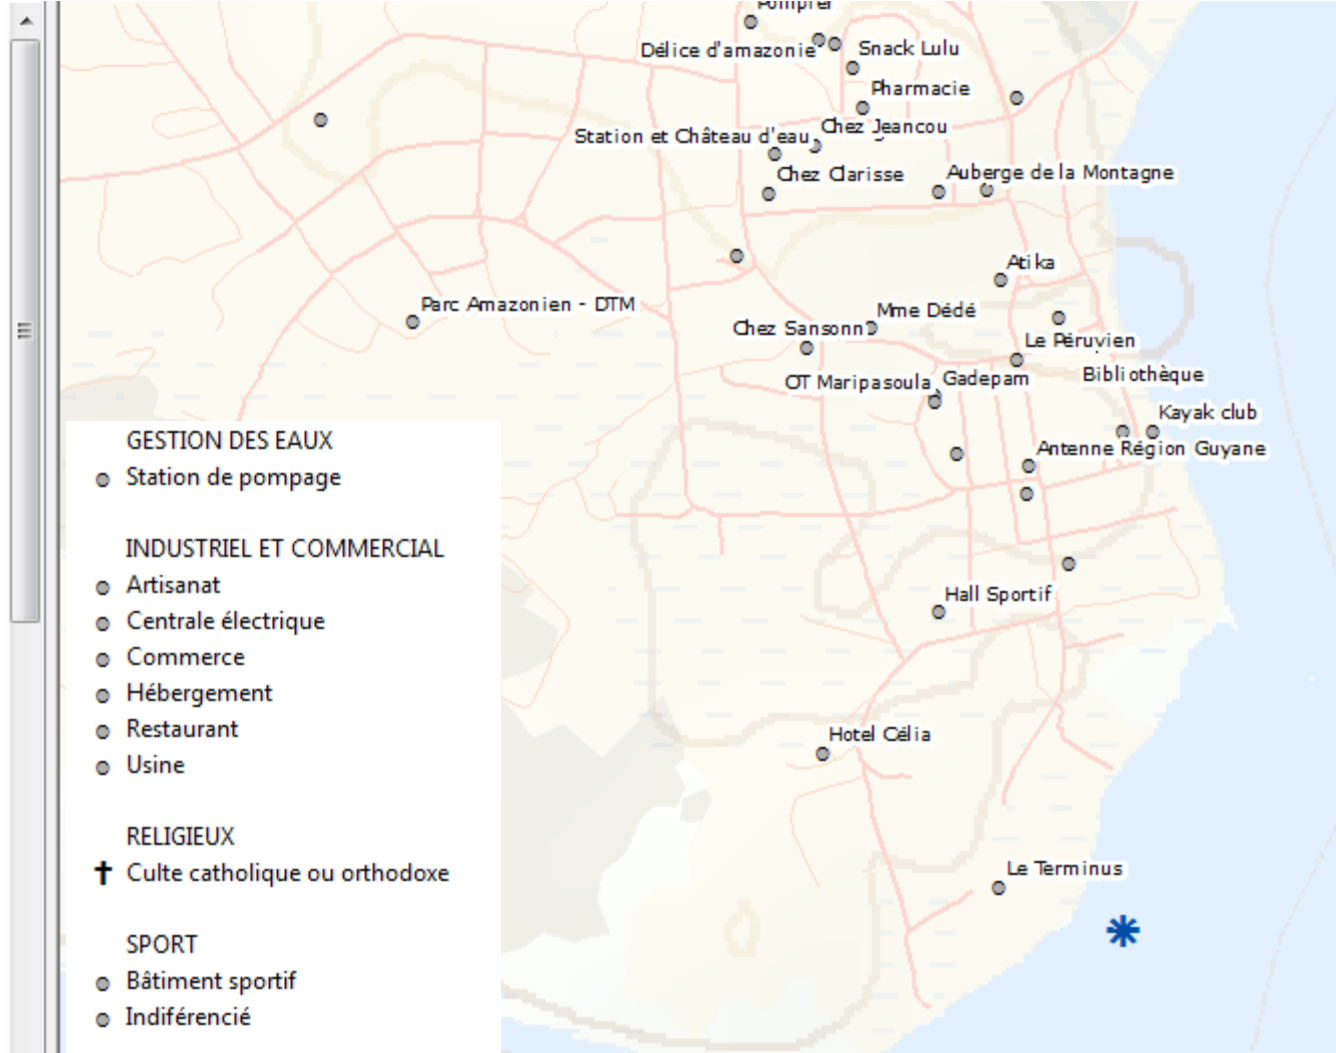 Pompier
Délice d'amazonie
Snack Lulu
Pharmacie
Chez Jeancou
Station et Château d'eau
Chez Clarisse
Auberge de la Montagne
Atika
Parc Amazonien - DTM
Mme Dédé
Chez Sansonn
Le Péruvien
OT Maripasoula
Gadepam
Bibliothèque
Kayak club
Antenne Région Guyane
Hall Sportif
Hotel Célia
Le Terminus
GESTION DES EAUX
Station de pompage
INDUSTRIEL ET COMMERCIAL
Artisanat
Centrale électrique
Commerce
Hébergement
Restaurant
Usine
RELIGIEUX
Culte catholique ou orthodoxe
SPORT
Bâtiment sportif
Indiférencié